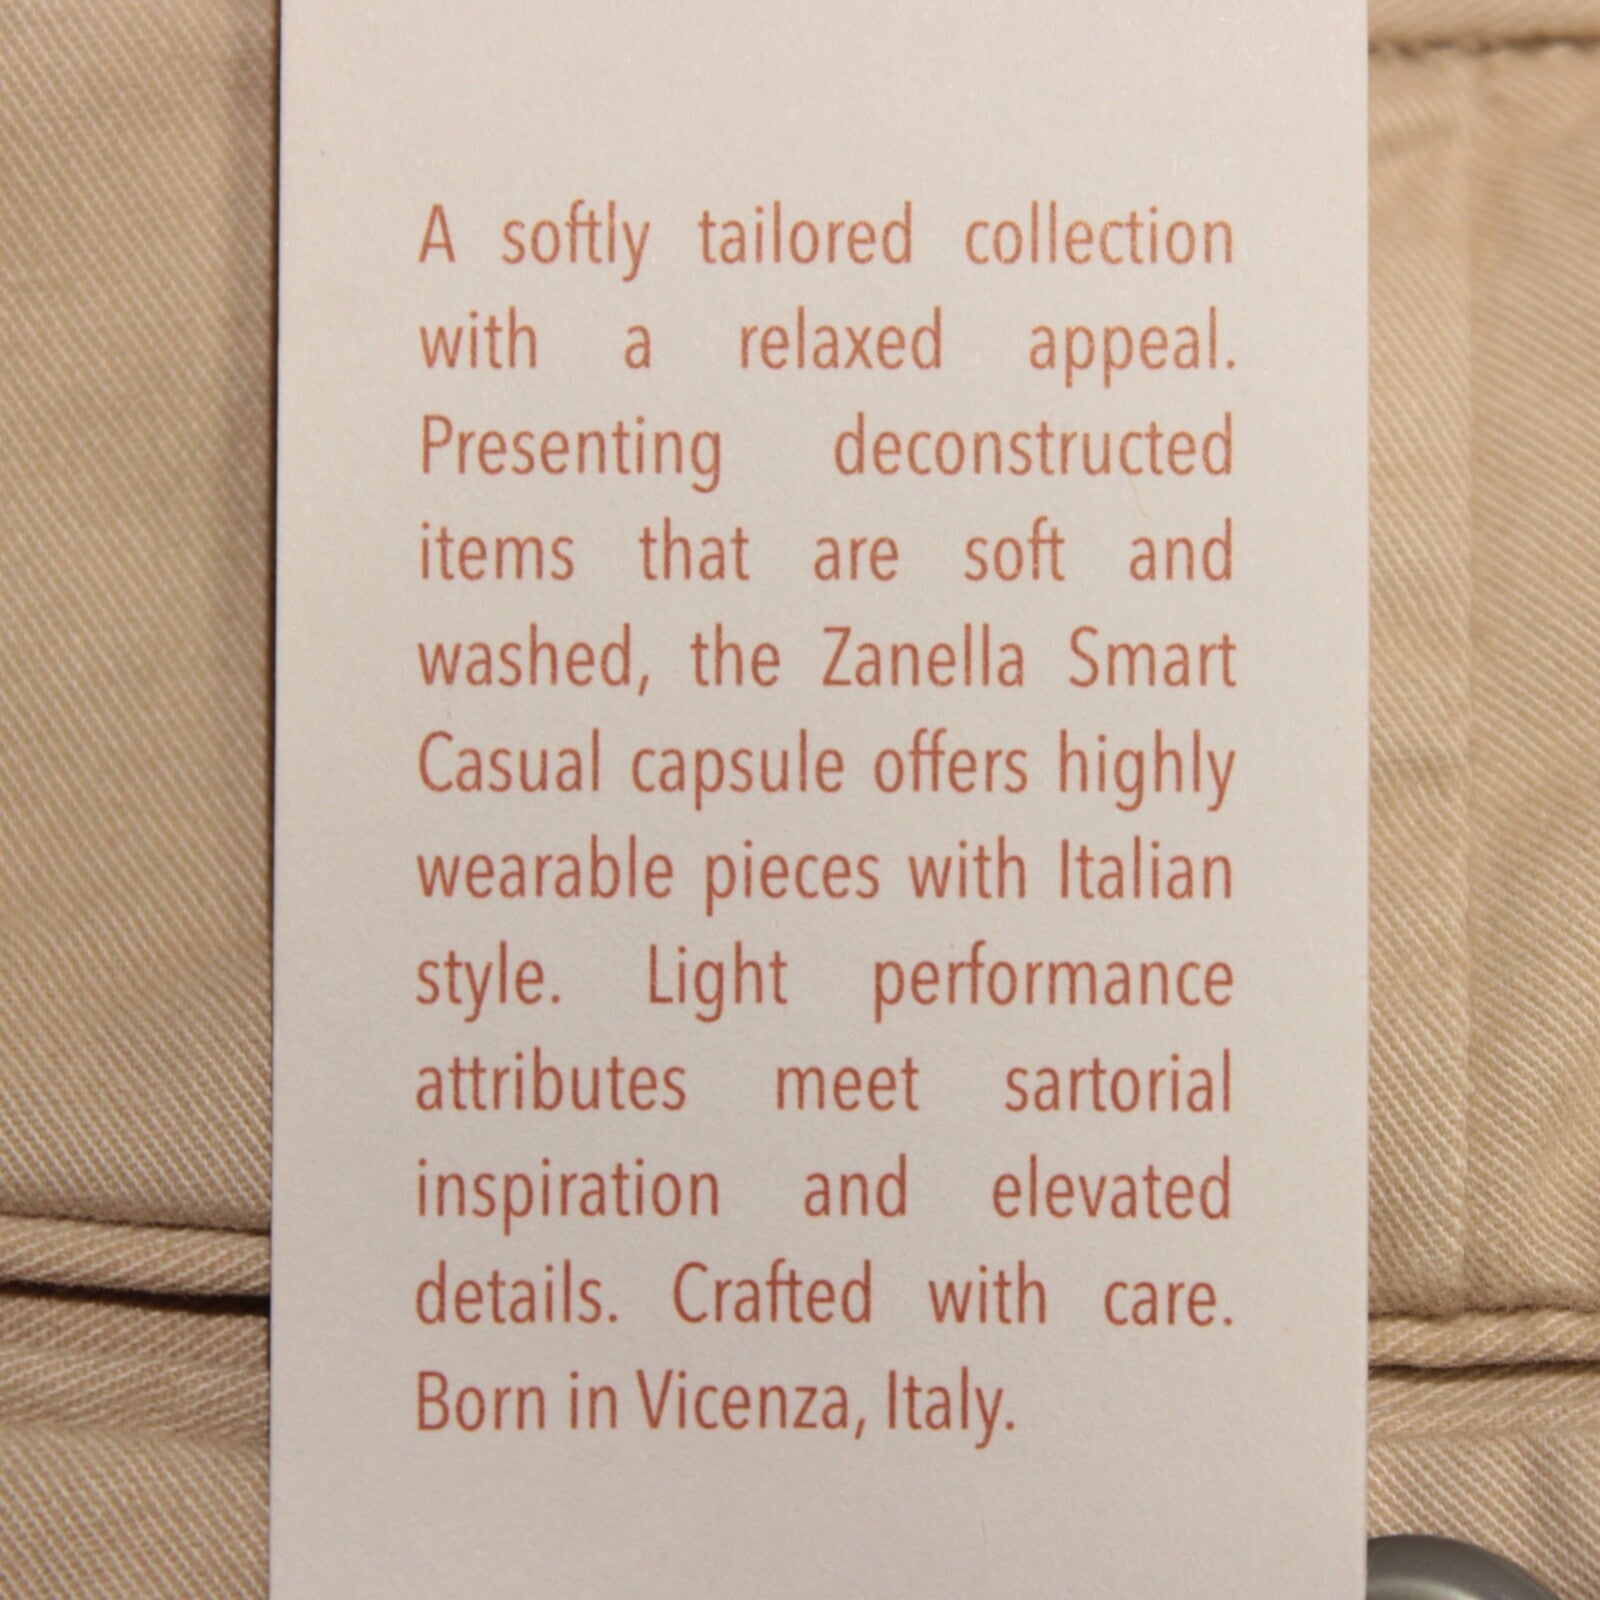 A softly tailored collection
with a relaxed appeal.
Presenting deconstructed
items that are soft and
washed, the Zanella Smart
Casual capsule offers highly
wearable pieces with Italian
style. Light performance
attributes meet sartorial
inspiration and elevated
details. Crafted with care.
Born in Vicenza, Italy.